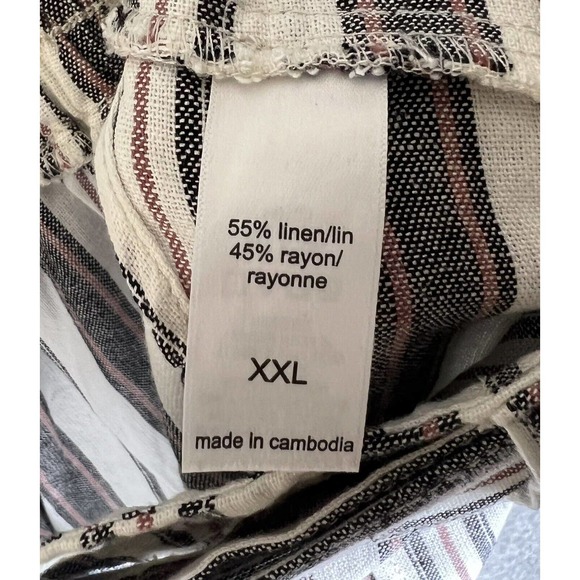 55% linen/lin
45% rayon/
rayonne
XXL
made in cambodia